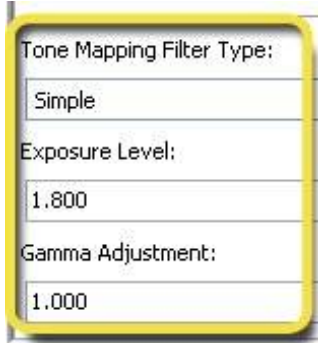 Tone Mapping Filter Type:
Simple
Exposure Level:
1.800
Gamma Adjustment:
1.000